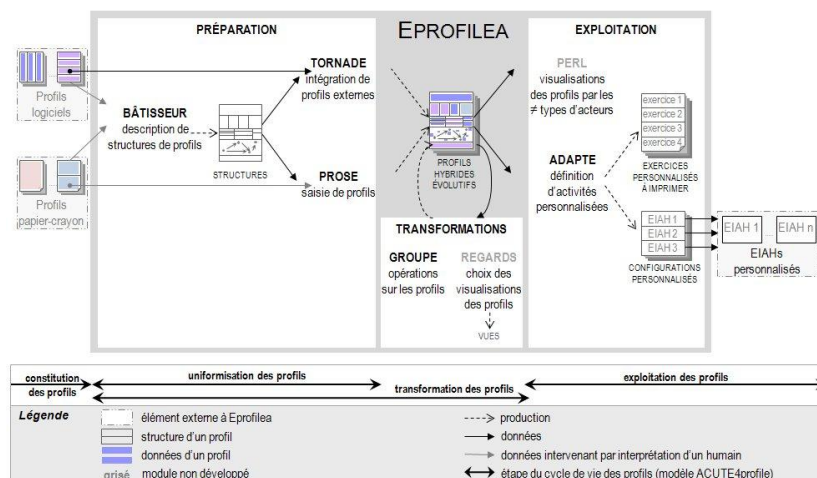 PRÉPARATION
EPROFILEA
EXPLOITATION
Profils
logiciels
Profils
papier-crayon
BÂTISSEUR
description de
structures de profils
STRUCTURES
TORNADE
intégration de
profils externes
PROSE
saisie de profils
PROFILS
HYBRIDES
ÉVOLUTIFS
TRANSFORMATIONS
GROUPE
opérations
sur les profils
REGARDS
choix des
visualisations
des profils
VUES
PERL
visualisations
des profils par les
≠ types d'acteurs
ADAPTE
définition
d'activités
personnalisées
exercice 1
exercice 2
exercice 3
exercice 4
EXERCICES
PERSONNALISÉS
À IMPRIMER
EIAH 1
EIAH 2
EIAH 3
CONFIGURATIONS
PERSONNALISÉS
EIAH 1 ... EIAH n
EIAHs
personnalisés
constitution
des profils
uniformisation des profils
transformation des profils
exploitation des profils
Légende
élément externe à Eprofilea
structure d'un profil
données d'un profil
grisé module non développé
production
données
données intervenant par interprétation d'un humain
étape du cycle de vie des profils (modèle ACUTE4profile)